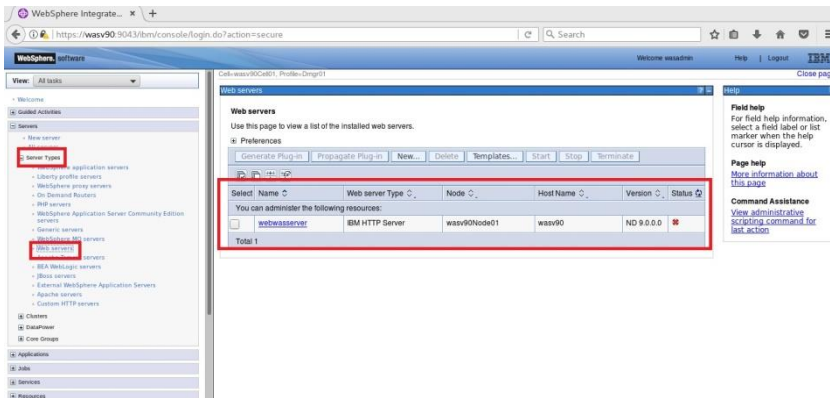 WebSphere Integrate... × +
https://wasv90:9043/ibm/console/login.do?action=secure
Search
WebSphere. software
Welcome wasadmin
Help | Logout
IBM
View: All tasks
Cell=wasv90Cell01, Profile=Dmgr01
Close pag
Welcome
Guided Activities
Servers
New server
Server Types
WebSphere application servers
Liberty profile servers
WebSphere proxy servers
On Demand Routers
PHP servers
WebSphere Application Server Community Edition
servers
Generic servers
WebSphere MQ servers
Web servers
servers
BEA WebLogic servers
JBoss servers
External WebSphere Application Servers
Apache servers
Custom HTTP servers
Clusters
DataPower
Core Groups
Applications
Jobs
Services
Resources
Web servers ? -
Web servers
Use this page to view a list of the installed web servers.
Preferences
Generate Plug-in Propagate Plug-in New... Delete Templates... Start Stop Terminate
Select Name Web server Type Node Host Name Version Status
You can administer the following resources:
webwasserver IBM HTTP Server wasv90Node01 wasv90 ND 9.0.0.0
Total 1
Help
Field help
For field help information,
select a field label or list
marker when the help
cursor is displayed.
Page help
More information about
this page
Command Assistance
View administrative
scripting command for
last action